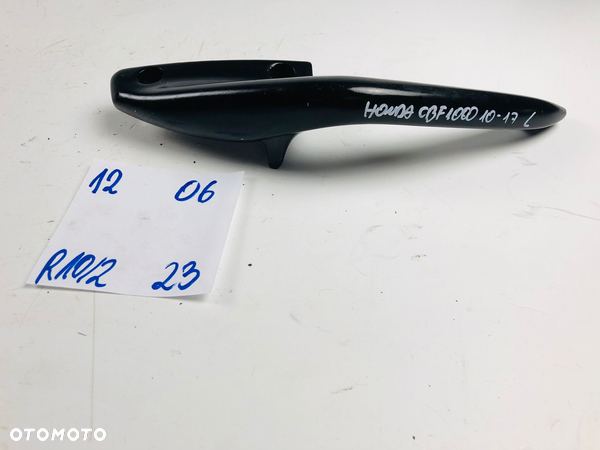 HONDA CBF1000 10-17 L
12 06
R10/2 23
OTOMOTO